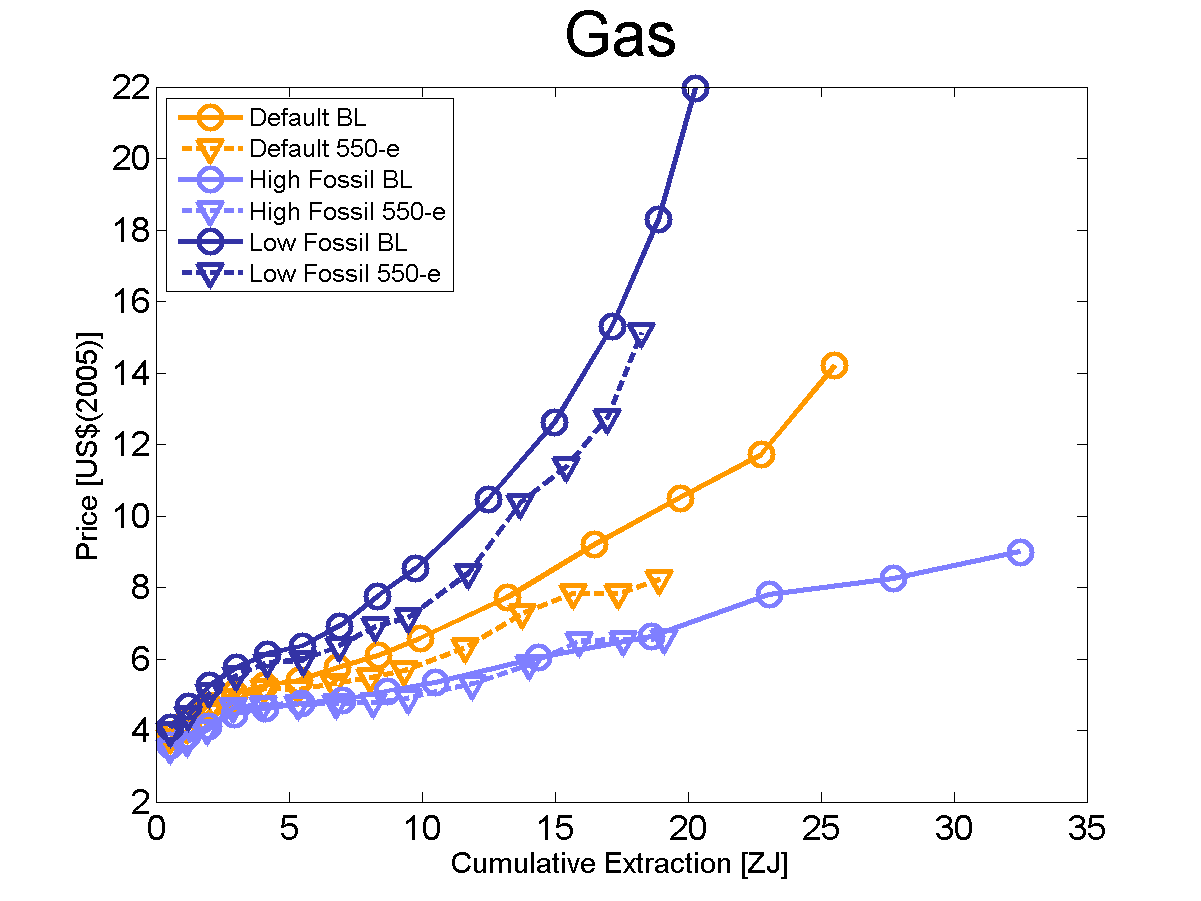 Gas
22
20
18
16
14
12
10
8
6
4
2
Price [US$(2005)]
Default BL
Default 550-e
High Fossil BL
High Fossil 550-e
Low Fossil BL
Low Fossil 550-e
0 5 10 15 20 25 30 35
Cumulative Extraction [ZJ]